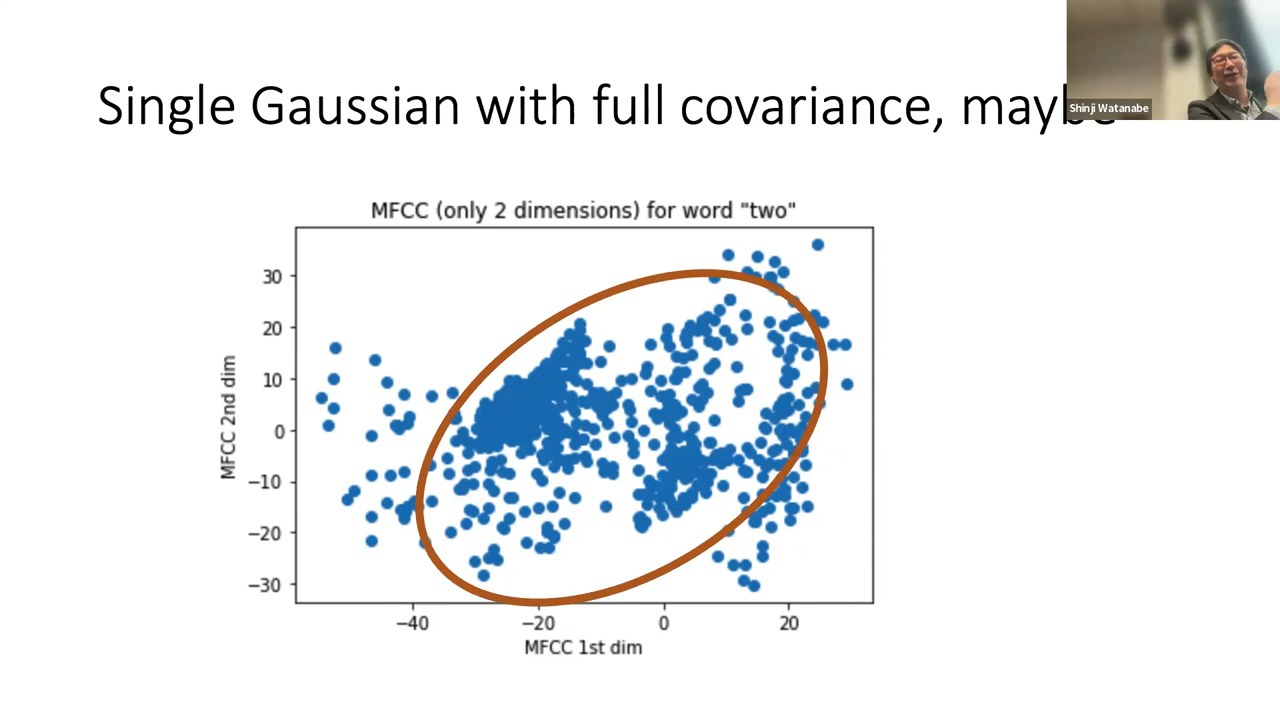 Single Gaussian with full covariance, maybe
Shinji Watanabe
MFCC (only 2 dimensions) for word "two"
MFCC 2nd dim
30
20
10
0
−10
−20
−30
−40
−20
0
20
MFCC 1st dim